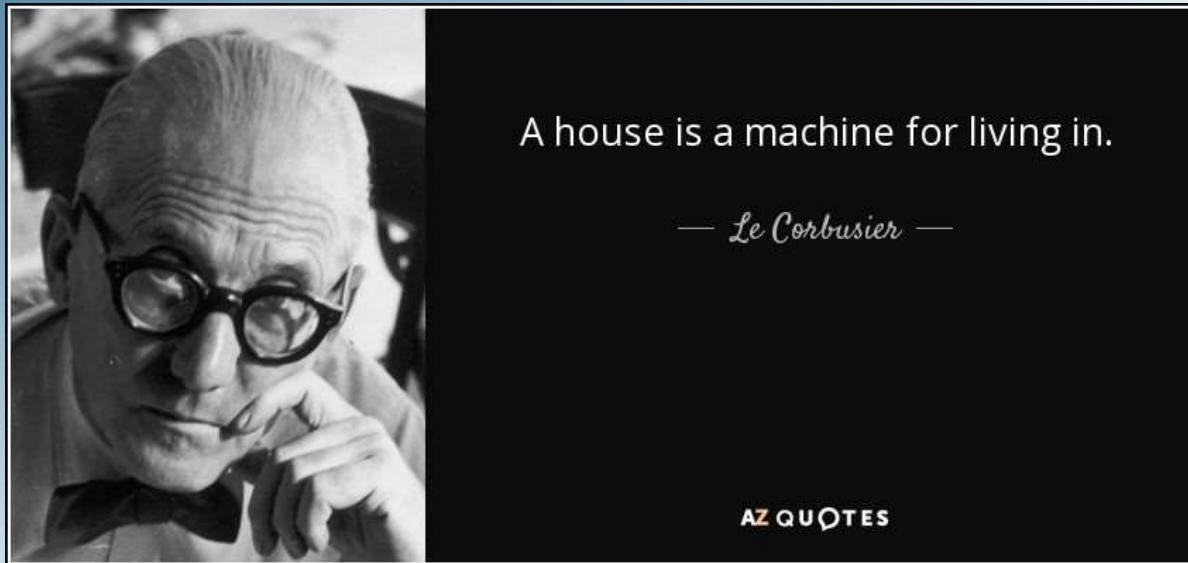 A house is a machine for living in.
— Le Corbusier —
AZ QUOTES